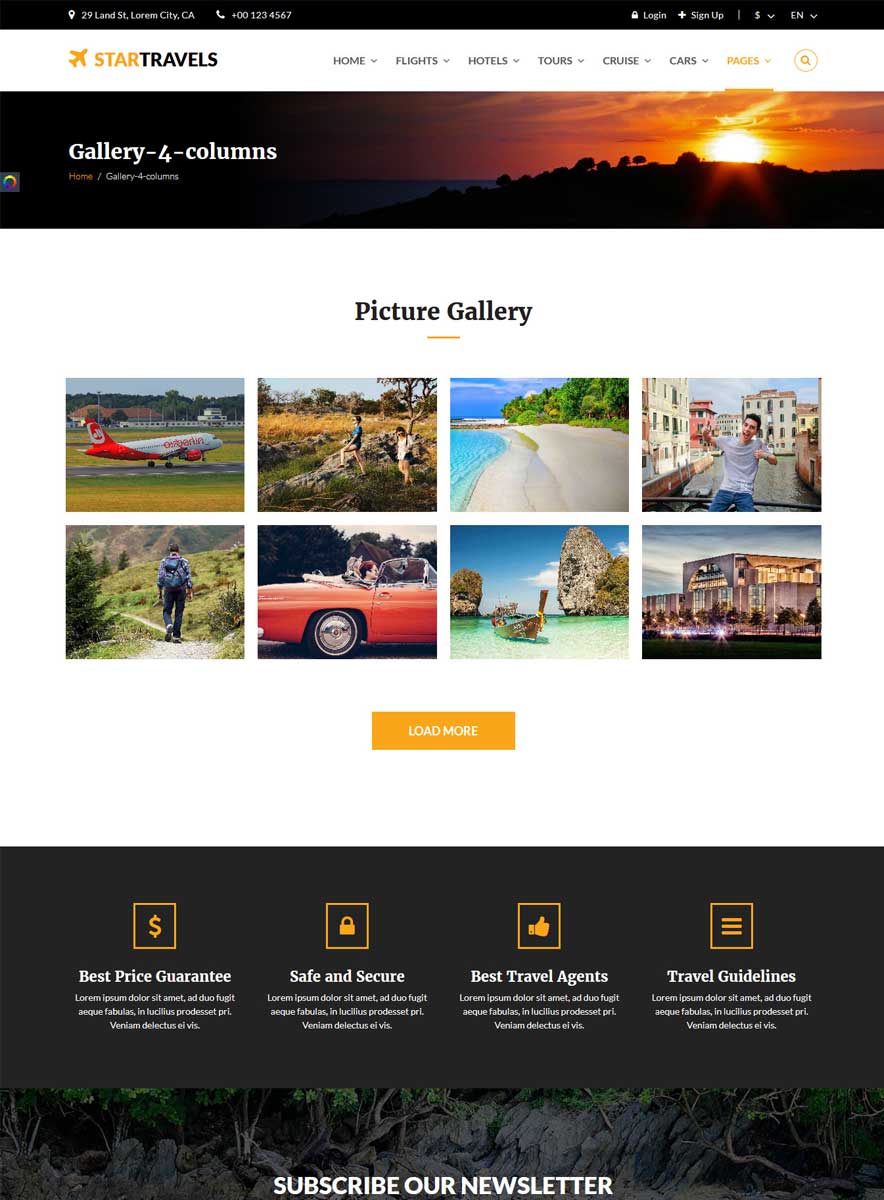 29 Land St, Lorem City, CA +00 123 4567 Login Sign Up | $ EN
STARTRAVELS HOME FLIGHTS HOTELS TOURS CRUISE CARS PAGES
Gallery-4-columns
Home / Gallery-4-columns
Picture Gallery
airberlin
LOAD MORE
$
Best Price Guarantee Safe and Secure Best Travel Agents Travel Guidelines
Lorem ipsum dolor sit amet, ad duo fugit Lorem ipsum dolor sit amet, ad duo fugit Lorem ipsum dolor sit amet, ad duo fugit Lorem ipsum dolor sit amet, ad duo fugit
aeque fabulas, in lucilius prodesset pri. aeque fabulas, in lucilius prodesset pri. aeque fabulas, in lucilius prodesset pri. aeque fabulas, in lucilius prodesset pri.
Veniam delectus ei vis. Veniam delectus ei vis. Veniam delectus ei vis. Veniam delectus ei vis.
SUBSCRIBE OUR NEWSLETTER